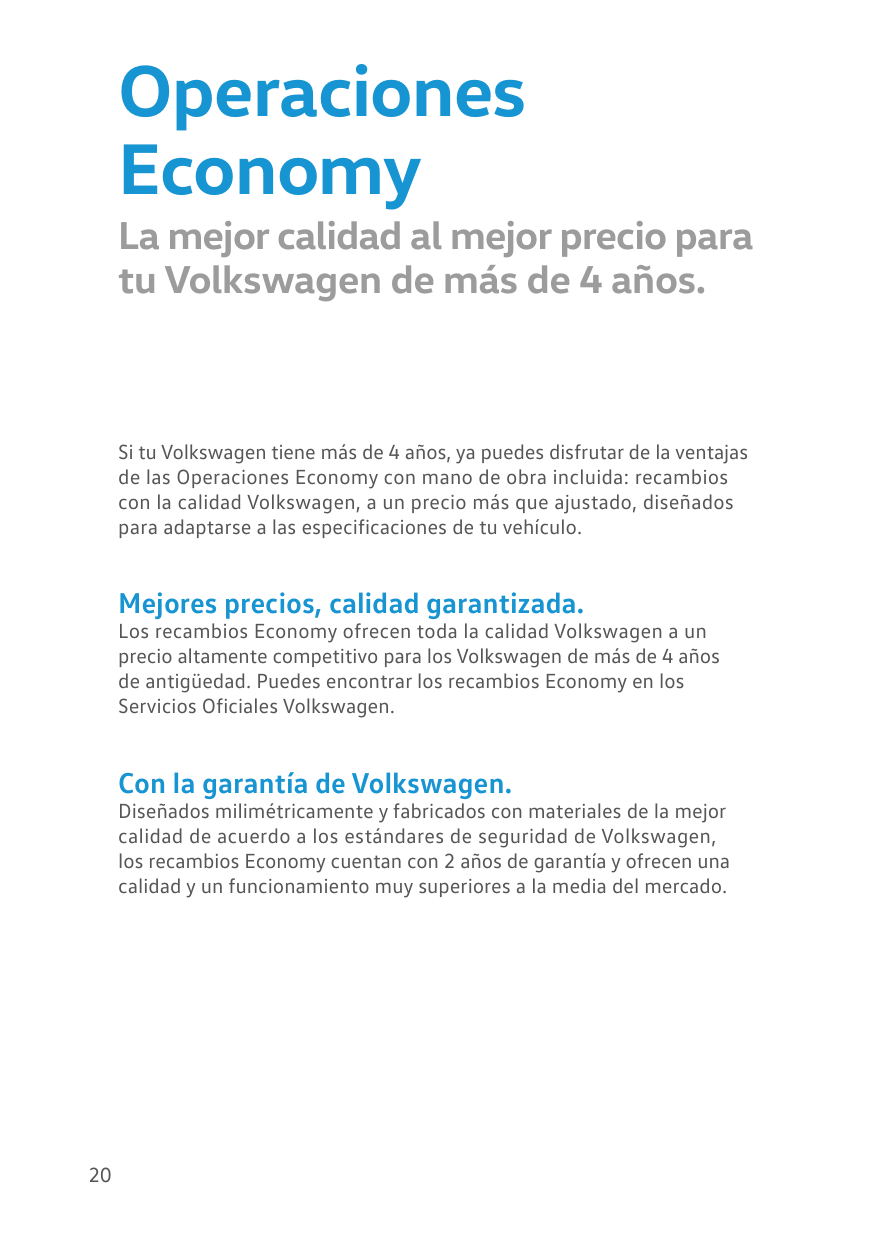 Operaciones
Economy
La mejor calidad al mejor precio para
tu Volkswagen de más de 4 años.
Si tu Volkswagen tiene más de 4 años, ya puedes disfrutar de la ventajas
de las Operaciones Economy con mano de obra incluida: recambios
con la calidad Volkswagen, a un precio más que ajustado, diseñados
para adaptarse a las especificaciones de tu vehículo.
Mejores precios, calidad garantizada.
Los recambios Economy ofrecen toda la calidad Volkswagen a un
precio altamente competitivo para los Volkswagen de más de 4 años
de antigüedad. Puedes encontrar los recambios Economy en los
Servicios Oficiales Volkswagen.
Con la garantía de Volkswagen.
Diseñados milimétricamente y fabricados con materiales de la mejor
calidad de acuerdo a los estándares de seguridad de Volkswagen,
los recambios Economy cuentan con 2 años de garantía y ofrecen una
calidad y un funcionamiento muy superiores a la media del mercado.
20